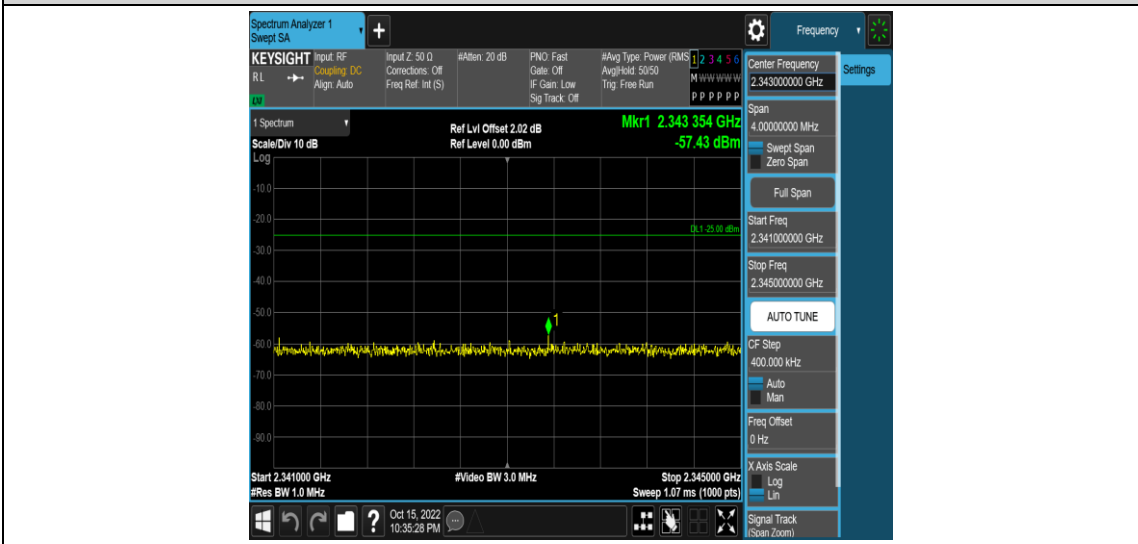 Spectrum Analyzer 1
Swept SA
+
Frequency
KEYSIGHT
RL
LXI
Input: RF
Coupling: DC
Align: Auto
Input Z: 50 Ω
Corrections: Off
Freq Ref: Int (S)
#Atten: 20 dB
PNO: Fast
Gate: Off
IF Gain: Low
Sig Track: Off
#Avg Type: Power (RMS
Avg|Hold: 50/50
Trig: Free Run
1 2 3 4 5 6
M W W W W W
P P P P P P
1 Spectrum
Scale/Div 10 dB
Log
Ref Lvl Offset 2.02 dB
Ref Level 0.00 dBm
Mkr1 2.343 354 GHz
-57.43 dBm
-10.0
-20.0
DL1 -25.00 dBm
-30.0
-40.0
-50.0
1
-60.0
-70.0
-80.0
-90.0
Start 2.341000 GHz
#Res BW 1.0 MHz
#Video BW 3.0 MHz
Stop 2.345000 GHz
Sweep 1.07 ms (1000 pts)
Center Frequency
2.343000000 GHz
Settings
Span
4.00000000 MHz
Swept Span
Zero Span
Full Span
Start Freq
2.341000000 GHz
Stop Freq
2.345000000 GHz
AUTO TUNE
CF Step
400.000 kHz
Auto
Man
Freq Offset
0 Hz
X Axis Scale
Log
Lin
Signal Track
(Span Zoom)
?
Oct 15, 2022
10:35:28 PM